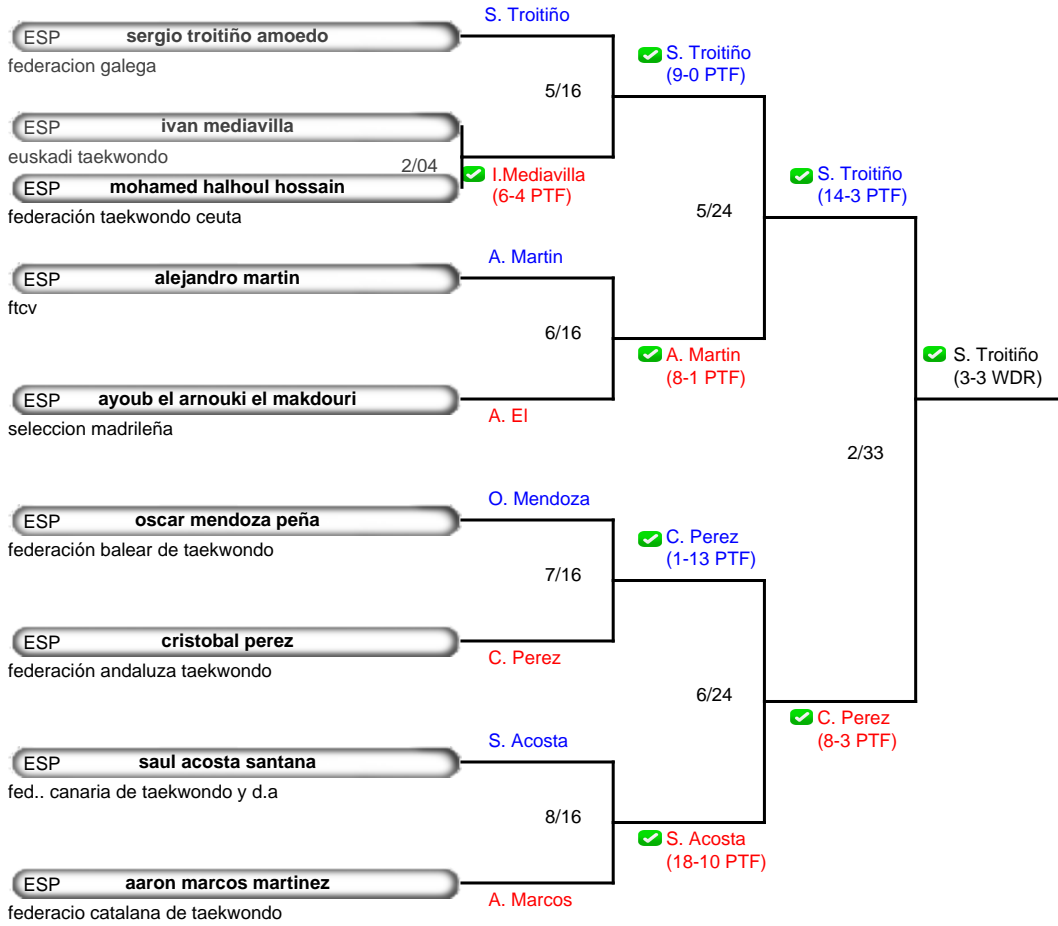 S. Troitiño
ESP sergio troitiño amoedo
federacion galega
S. Troitiño
(9-0 PTF)
5/16
ESP ivan mediavilla
euskadi taekwondo
2/04
I.Mediavilla
(6-4 PTF)
ESP mohamed halhoul hossain
federación taekwondo ceuta
S. Troitiño
(14-3 PTF)
5/24
A. Martin
ESP alejandro martin
ftcv
6/16
A. Martin
(8-1 PTF)
S. Troitiño
(3-3 WDR)
ESP ayoub el arnouki el makdouri
A. El
seleccion madrileña
2/33
O. Mendoza
ESP oscar mendoza peña
federación balear de taekwondo
C. Perez
(1-13 PTF)
7/16
ESP cristobal perez
C. Perez
federación andaluza taekwondo
6/24
C. Perez
(8-3 PTF)
S. Acosta
ESP saul acosta santana
fed.. canaria de taekwondo y d.a
8/16
S. Acosta
(18-10 PTF)
ESP aaron marcos martinez
A. Marcos
federacio catalana de taekwondo